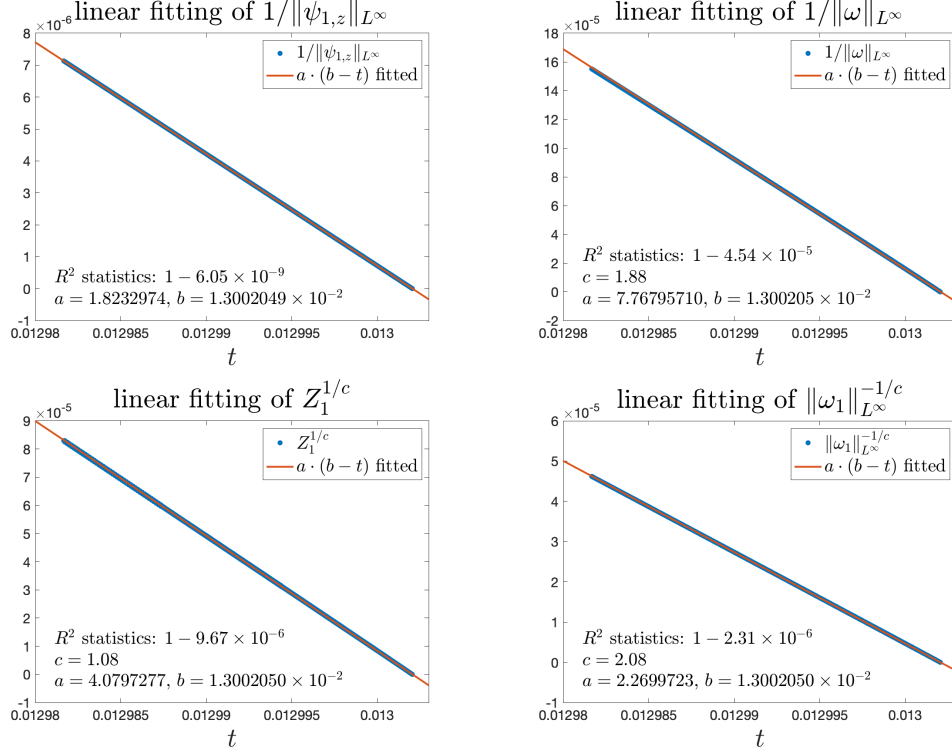 linear fitting of 1/‖ψ₁,z‖L∞
×10⁻⁶
8
7
6
5
4
3
2
1
0
-1
1/‖ψ₁,z‖L∞
a · (b − t) fitted
R² statistics: 1 − 6.05 × 10⁻⁹
a = 1.8232974, b = 1.3002049 × 10⁻²
0.01298 0.012985 0.01299 0.012995 0.013
t
linear fitting of 1/‖ω‖L∞
×10⁻⁵
18
16
14
12
10
8
6
4
2
0
-2
1/‖ω‖L∞
a · (b − t) fitted
R² statistics: 1 − 4.54 × 10⁻⁵
c = 1.88
a = 7.76795710, b = 1.300205 × 10⁻²
0.01298 0.012985 0.01299 0.012995 0.013
t
linear fitting of Z₁^{1/c}
×10⁻⁵
9
8
7
6
5
4
3
2
1
0
-1
Z₁^{1/c}
a · (b − t) fitted
R² statistics: 1 − 9.67 × 10⁻⁶
c = 1.08
a = 4.0797277, b = 1.3002050 × 10⁻²
0.01298 0.012985 0.01299 0.012995 0.013
t
linear fitting of ‖ω₁‖L∞^{−1/c}
×10⁻⁵
6
5
4
3
2
1
0
-1
‖ω₁‖L∞^{−1/c}
a · (b − t) fitted
R² statistics: 1 − 2.31 × 10⁻⁶
c = 2.08
a = 2.2699723, b = 1.3002050 × 10⁻²
0.01298 0.012985 0.01299 0.012995 0.013
t